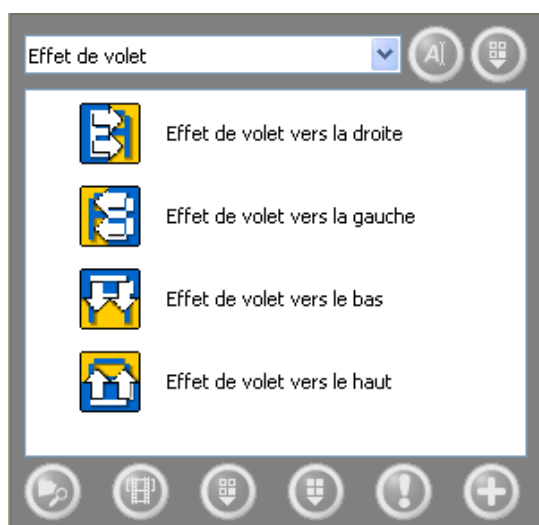 Effet de volet
AI
Effet de volet vers la droite
Effet de volet vers la gauche
Effet de volet vers le bas
Effet de volet vers le haut